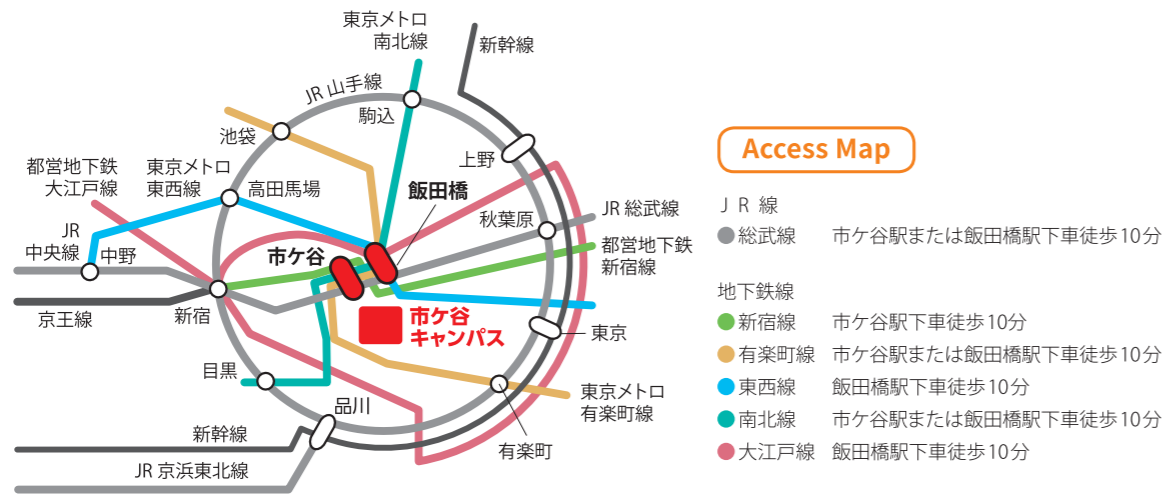 東京メトロ
南北線
新幹線
JR 山手線
駒込
池袋
上野
都営地下鉄
大江戸線
東京メトロ
東西線
高田馬場
飯田橋
秋葉原
JR 総武線
JR
中央線
中野
市ケ谷
都営地下鉄
新宿線
京王線
新宿
市ケ谷
キャンパス
東京
目黒
品川
東京メトロ
有楽町線
新幹線
有楽町
JR 京浜東北線
Access Map
JR線
総武線 市ケ谷駅または飯田橋駅下車徒歩10分
地下鉄線
新宿線 市ケ谷駅下車徒歩10分
有楽町線 市ケ谷駅または飯田橋駅下車徒歩10分
東西線 飯田橋駅下車徒歩10分
南北線 市ケ谷駅または飯田橋駅下車徒歩10分
大江戸線 飯田橋駅下車徒歩10分